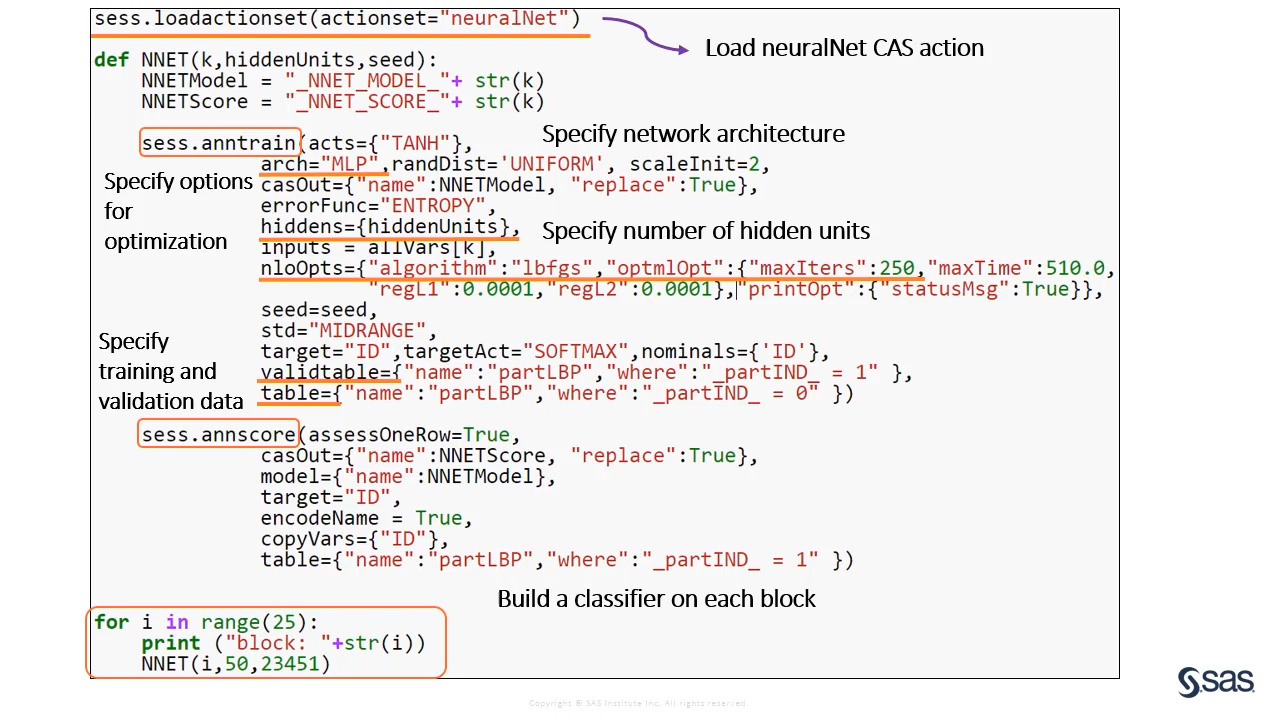 sess.loadactionset(actionset="neuralNet")
Load neuralNet CAS action
def NNET(k,hiddenUnits,seed):
NNETModel = "_NNET_MODEL_"+ str(k)
NNETScore = "_NNET_SCORE_"+ str(k)
Specify network architecture
sess.anntrain(acts={"TANH"},
arch="MLP",randDist='UNIFORM', scaleInit=2,
casOut={"name":NNETModel, "replace":True},
errorFunc="ENTROPY",
hiddens={hiddenUnits},
inputs = allVars[k],
nloOpts={"algorithm":"lbfgs","optmlOpt":{"maxIters":250,"maxTime":510.0,
"regL1":0.0001,"regL2":0.0001},"printOpt":{"statusMsg":True}},
seed=seed,
std="MIDRANGE",
target="ID",targetAct="SOFTMAX",nominals={'ID'},
validtable={"name":"partLBP","where":"_partIND_ = 1" },
table={"name":"partLBP","where":"_partIND_ = 0" })
Specify options
for
optimization
Specify number of hidden units
Specify
training and
validation data
sess.annscore(assessOneRow=True,
casOut={"name":NNETScore, "replace":True},
model={"name":NNETModel},
target="ID",
encodeName = True,
copyVars={"ID"},
table={"name":"partLBP","where":"_partIND_ = 1" })
Build a classifier on each block
for i in range(25):
print ("block: "+str(i))
NNET(i,50,23451)
sas
Copyright © SAS Institute Inc. All rights reserved.